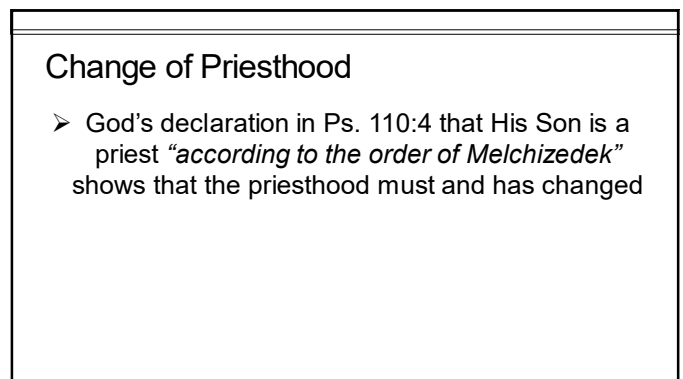 Change of Priesthood
➢ God’s declaration in Ps. 110:4 that His Son is a
priest “according to the order of Melchizedek”
shows that the priesthood must and has changed